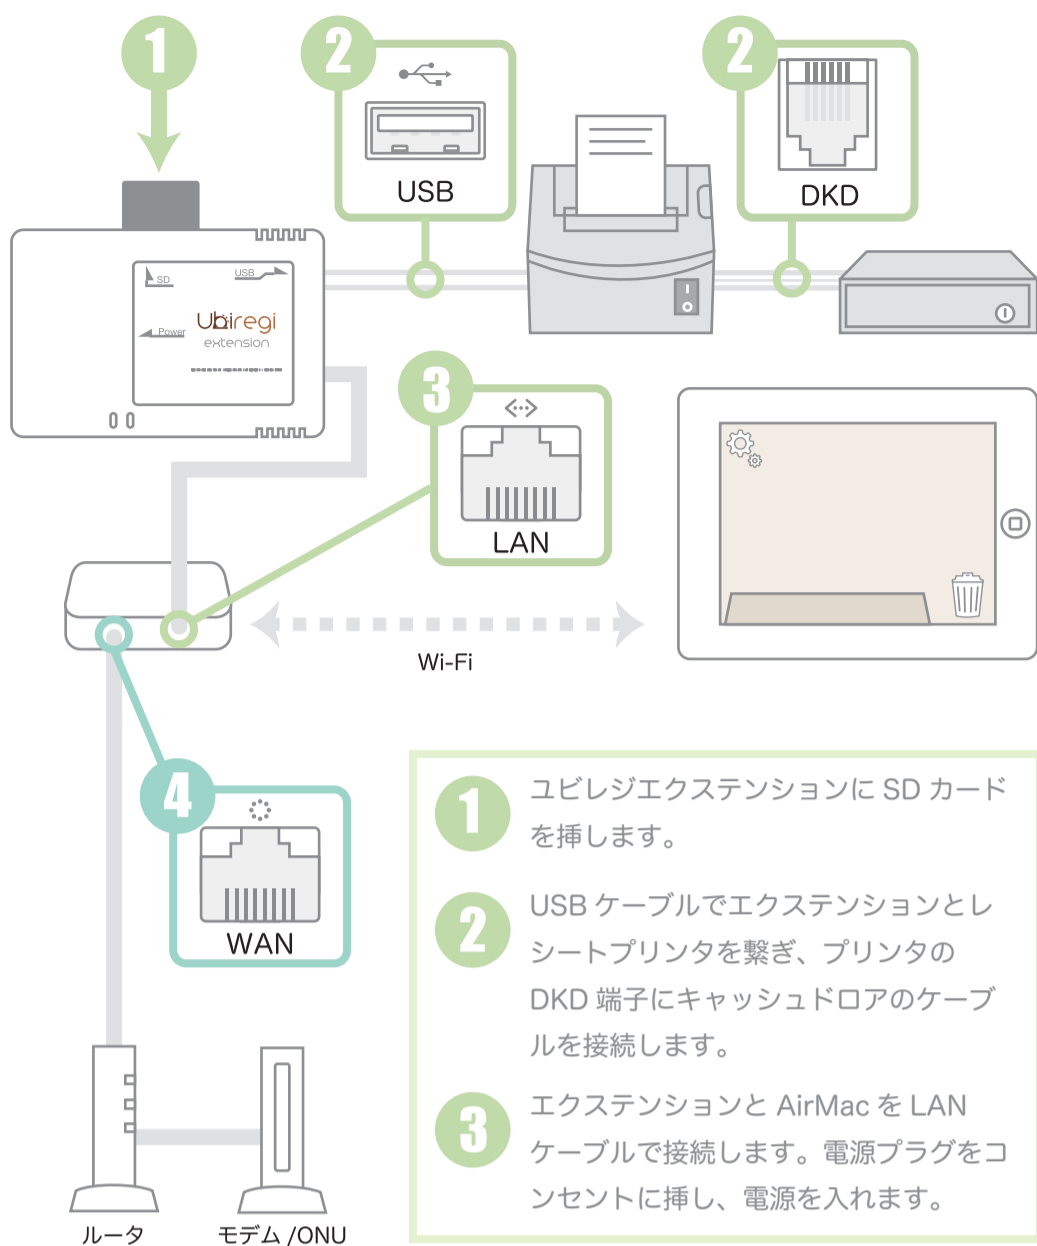 1
2
USB
2
DKD
SD
USB
Power
Ubiregi
extension
3
LAN
Wi-Fi
4
WAN
1
ユビレジエクステンションに SD カード
を挿します。
2
USB ケーブルでエクステンションとレ
シートプリンタを繋ぎ、プリンタの
DKD 端子にキャッシュドロアのケーブ
ルを接続します。
3
エクステンションと AirMac を LAN
ケーブルで接続します。電源プラグをコ
ンセントに挿し、電源を入れます。
ルータ
モデム /ONU